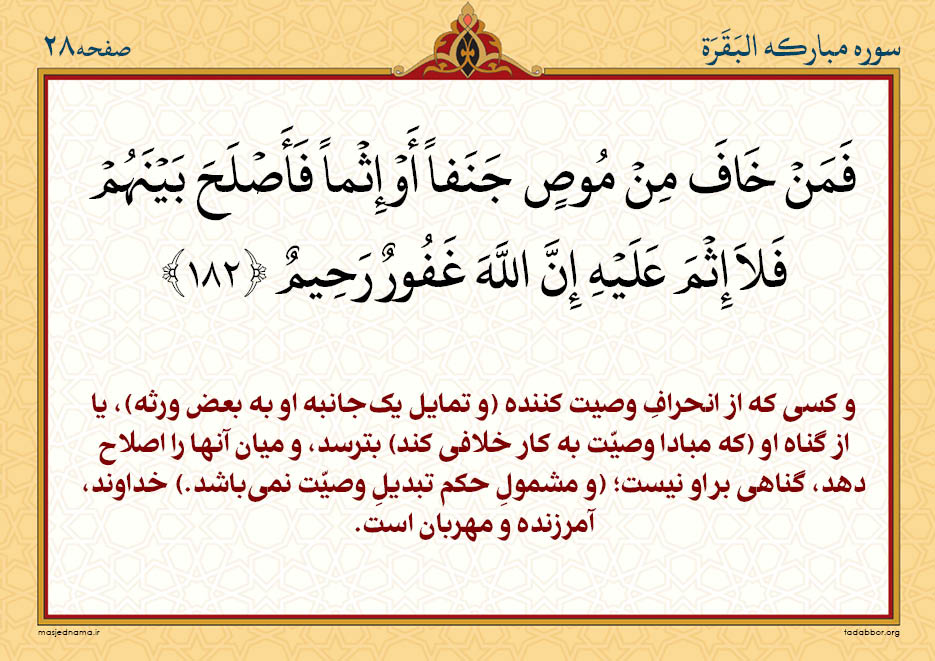 سوره مبارکه البَقَرَة
صفحه۲۸
فَمَنْ خَافَ مِنْ مُوصٍ جَنَفاً أَوْ إِثْماً فَأَصْلَحَ بَيْنَهُمْ
فَلاَ إِثْمَ عَلَيْهِ إِنَّ اللَّهَ غَفُورٌ رَحِيمٌ ﴿۱۸۲﴾
و کسی که از انحرافِ وصیت کننده (و تمایل یک‌جانبه او به بعض ورثه)، یا
از گناه او (که مبادا وصیّت به کار خلافی کند) بترسد، و میان آنها را اصلاح
دهد، گناهی بر او نیست؛ (و مشمولِ حکم تبدیلِ وصیّت نمی‌باشد.) خداوند،
آمرزنده و مهربان است.
masjednama.ir
tadabbor.org